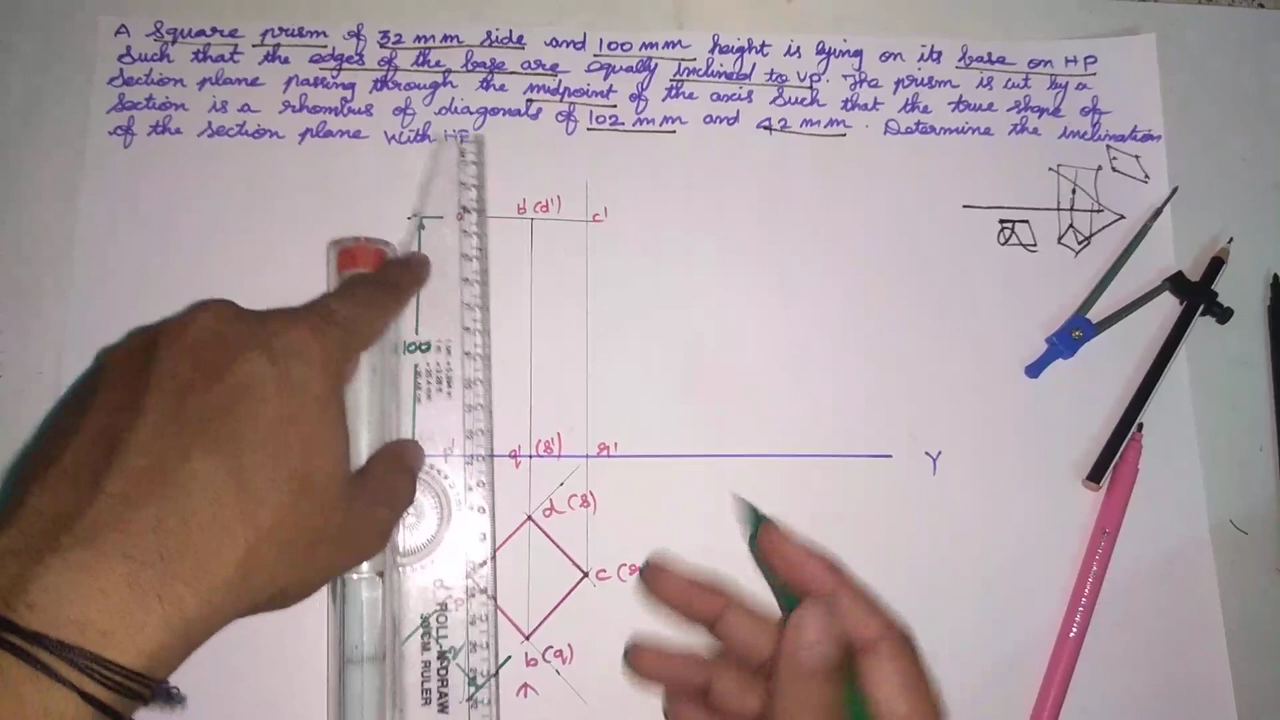 A Square prism of 32 mm side and 100 mm height is lying on its base on HP
Such that the edges of the base are equally inclined to VP. The prism is cut by a
Section plane passing through the midpoint of the axis Such that the true shape of
Section is a rhombus of diagonals of 102 mm and 42 mm. Determine the inclination
of the section plane with HP
b'(d')
c'
100
q'
(s')
r'
Y
d(s)
c(r
b(q)
ROLL-N-DRAW
30CM. RULER